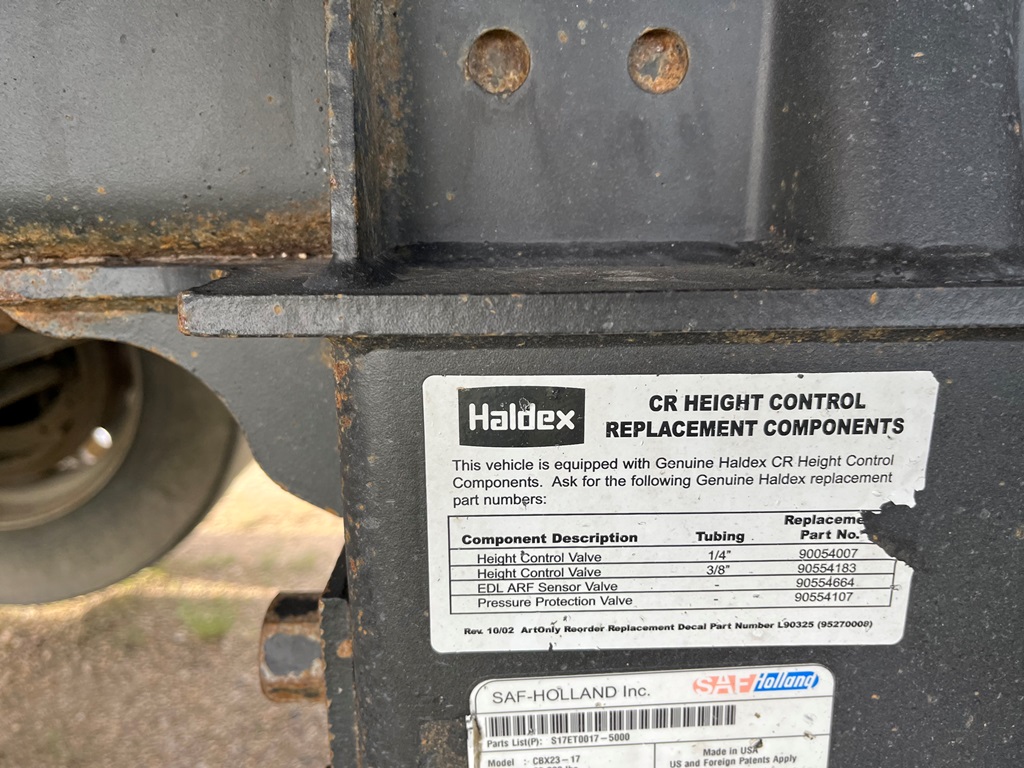 Haldex
CR HEIGHT CONTROL
REPLACEMENT COMPONENTS
This vehicle is equipped with Genuine Haldex CR Height Control
Components. Ask for the following Genuine Haldex replacement
part numbers:
Component Description Tubing Replaceme Part No.
Height Control Valve 1/4" 90054007
Height Control Valve 3/8" 90554183
EDL ARF Sensor Valve - 90554664
Pressure Protection Valve - 90554107
Rev. 10/02 ArtOnly Reorder Replacement Decal Part Number L90325 (95270008)
SAF-HOLLAND Inc. SAF Holland
Parts List(P): S17ET0017-5000
Model : CBX23-17
Made in USA
US and Foreign Patents Apply